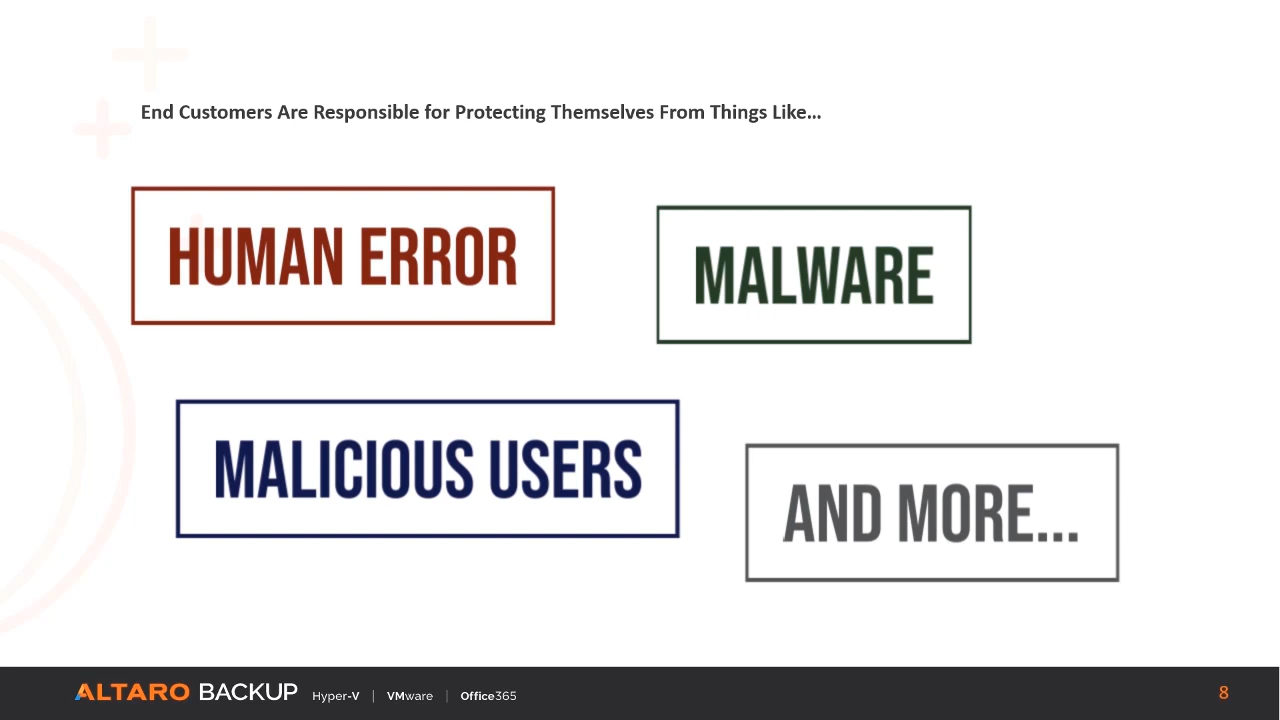 End Customers Are Responsible for Protecting Themselves From Things Like…
HUMAN ERROR
MALWARE
MALICIOUS USERS
AND MORE...
ALTARO BACKUP Hyper-V | VMware | Office365
8